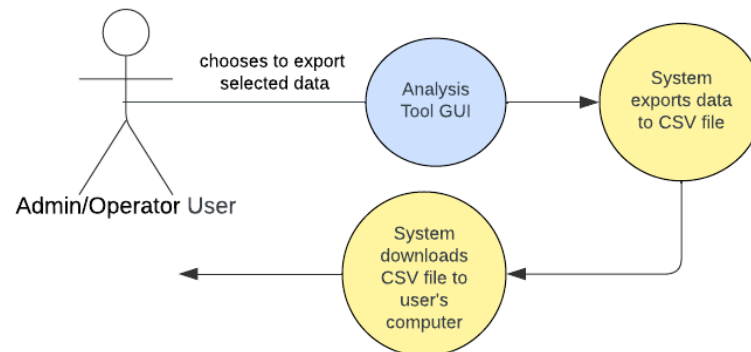 chooses to export
selected data
Analysis
Tool GUI
System
exports data
to CSV file
Admin/Operator User
System
downloads
CSV file to
user's
computer